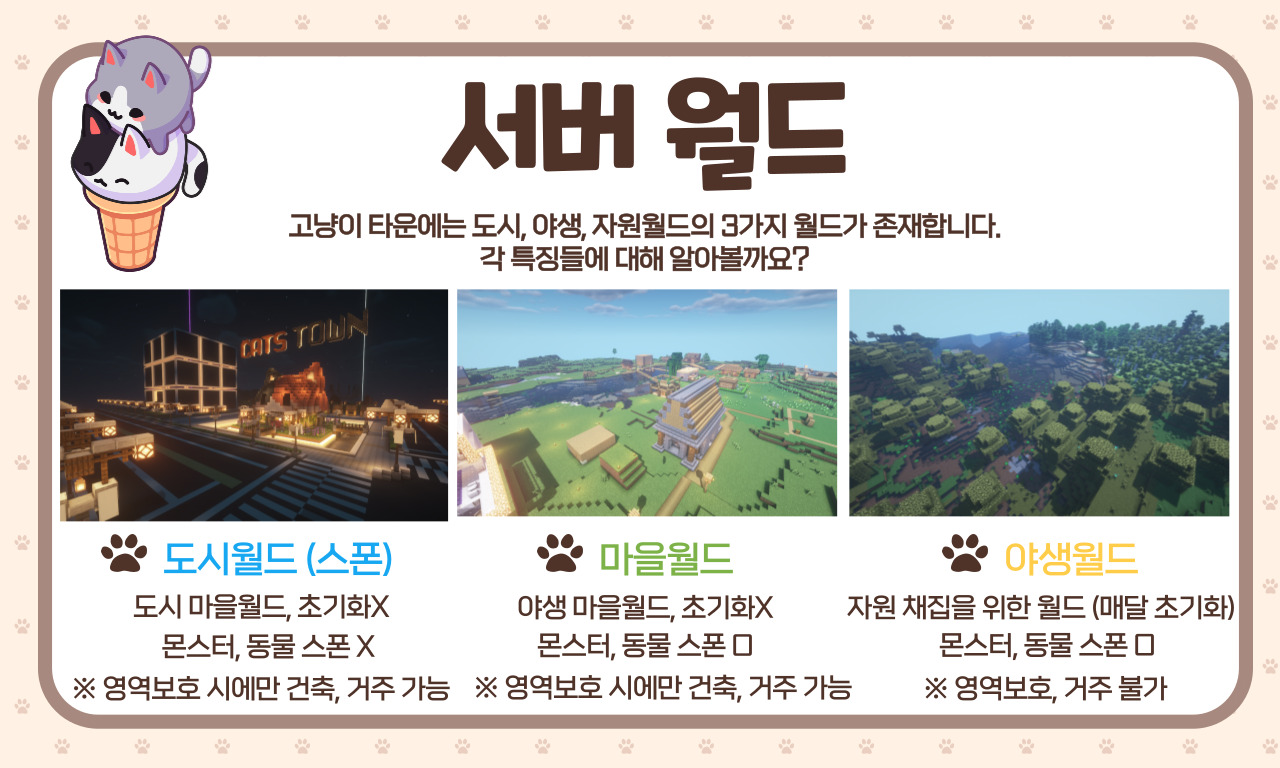 서버 월드
고냥이 타운에는 도시, 야생, 자원월드의 3가지 월드가 존재합니다.
각 특징들에 대해 알아볼까요?
CATS TOWN
도시월드 (스폰)
도시 마을월드, 초기화X
몬스터, 동물 스폰 X
※ 영역보호 시에만 건축, 거주 가능
마을월드
야생 마을월드, 초기화X
몬스터, 동물 스폰 □
※ 영역보호 시에만 건축, 거주 가능
야생월드
자원 채집을 위한 월드 (매달 초기화)
몬스터, 동물 스폰 □
※ 영역보호, 거주 불가